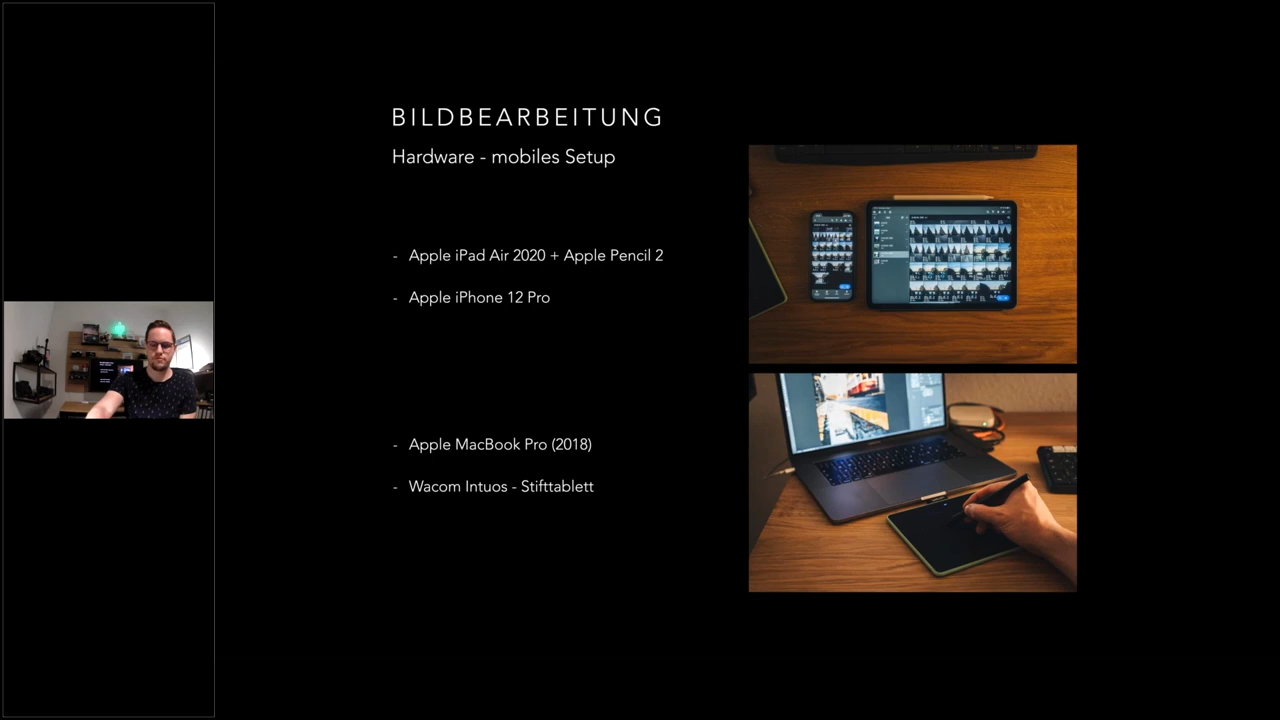 BILDBEARBEITUNG
Hardware - mobiles Setup
- Apple iPad Air 2020 + Apple Pencil 2
- Apple iPhone 12 Pro
- Apple MacBook Pro (2018)
- Wacom Intuos - Stifttablett